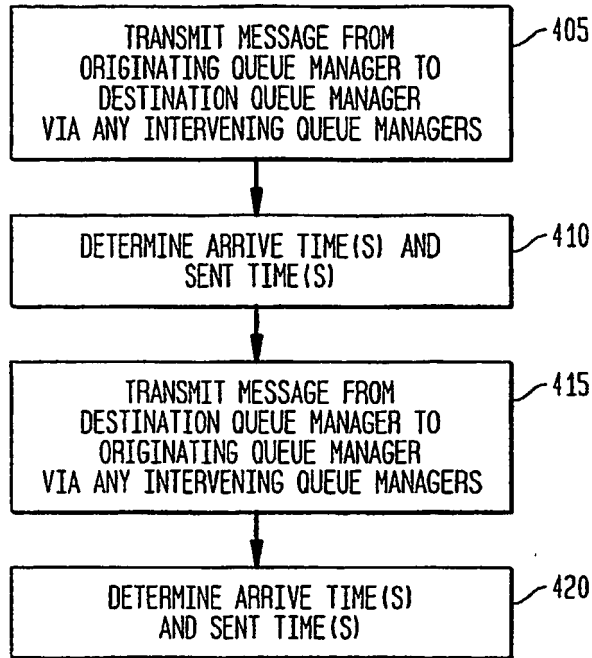 TRANSMIT MESSAGE FROM
ORIGINATING QUEUE MANAGER TO
DESTINATION QUEUE MANAGER
VIA ANY INTERVENING QUEUE MANAGERS
405
DETERMINE ARRIVE TIME(S) AND
SENT TIME(S)
410
TRANSMIT MESSAGE FROM
DESTINATION QUEUE MANAGER TO
ORIGINATING QUEUE MANAGER
VIA ANY INTERVENING QUEUE MANAGERS
415
DETERMINE ARRIVE TIME(S)
AND SENT TIME(S)
420